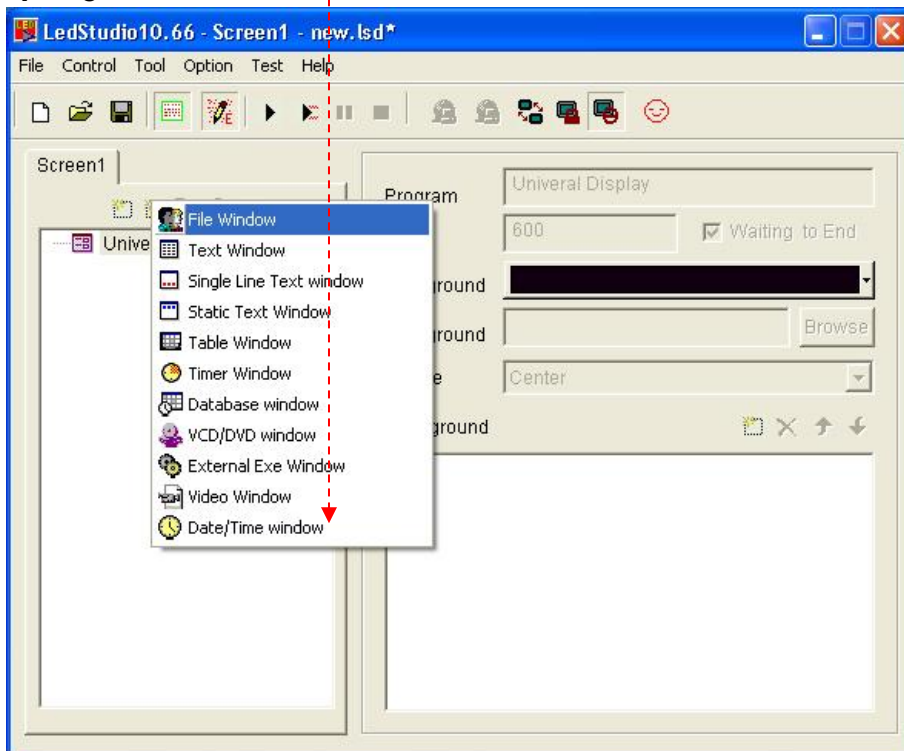 LedStudio10.66 - Screen1 - new.lsd*
File Control Tool Option Test Help
Screen1
Program
Univeral Display
Unive
600
Waiting to End
File Window
Text Window
Single Line Text window
Static Text Window
Table Window
Timer Window
Database window
VCD/DVD window
External Exe Window
Video Window
Date/Time window
round
round
Browse
e
Center
ground